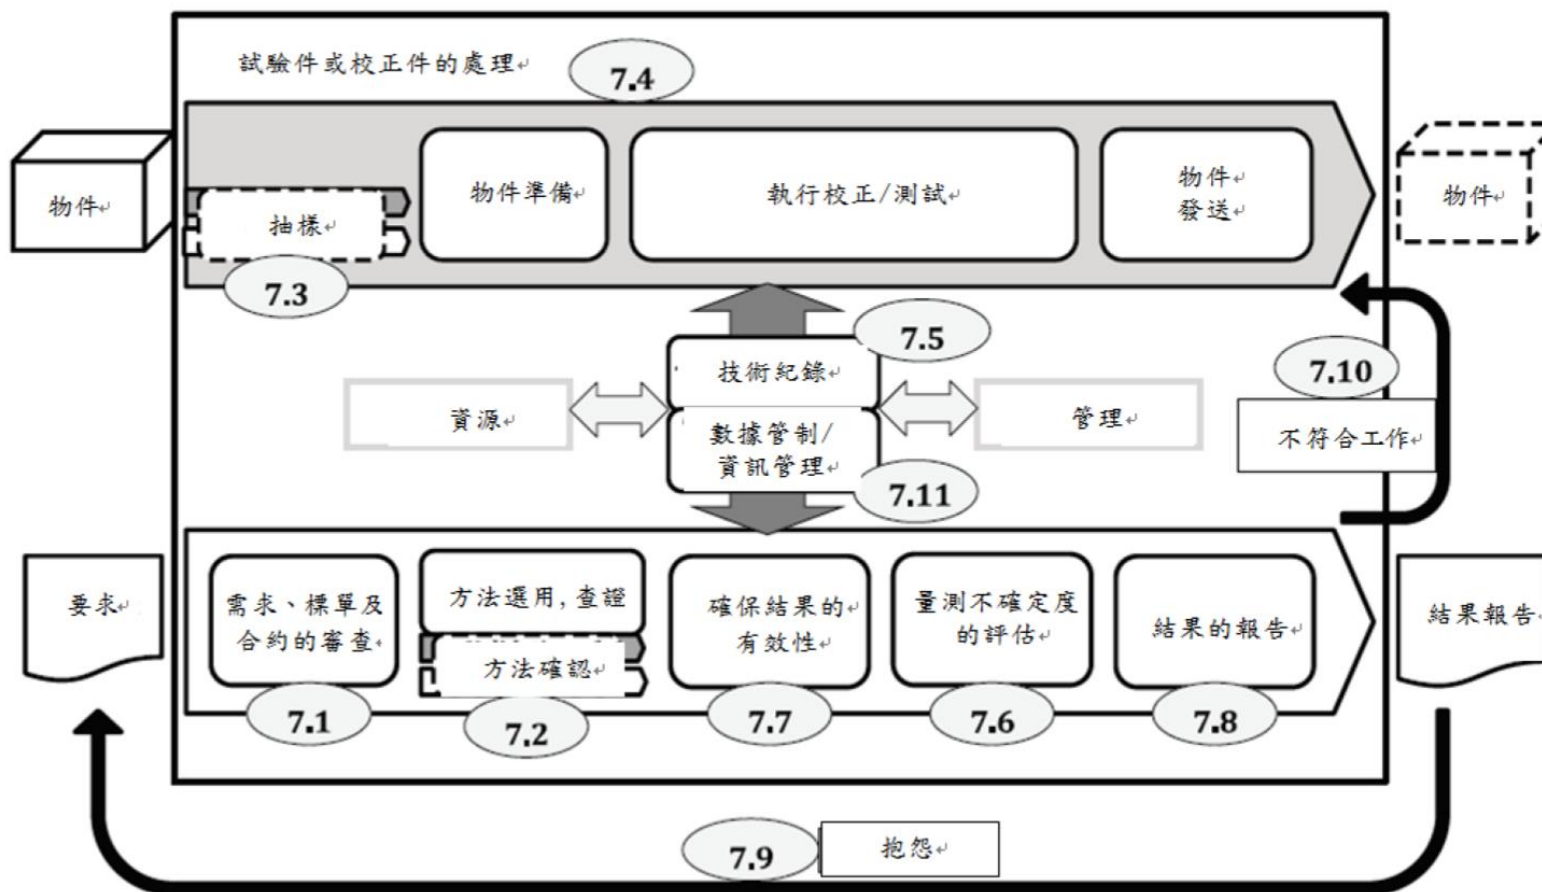 試驗件或校正件的處理
7.4
物件
抽樣
7.3
物件準備
執行校正/測試
物件
發送
物件
7.5
技術紀錄
資源
數據管制/
資訊管理
管理
7.11
7.10
不符合工作
要求
需求、標單及
合約的審查
7.1
方法選用,查證
方法確認
7.2
確保結果的
有效性
7.7
量測不確定度
的評估
7.6
結果的報告
7.8
結果報告
7.9
抱怨